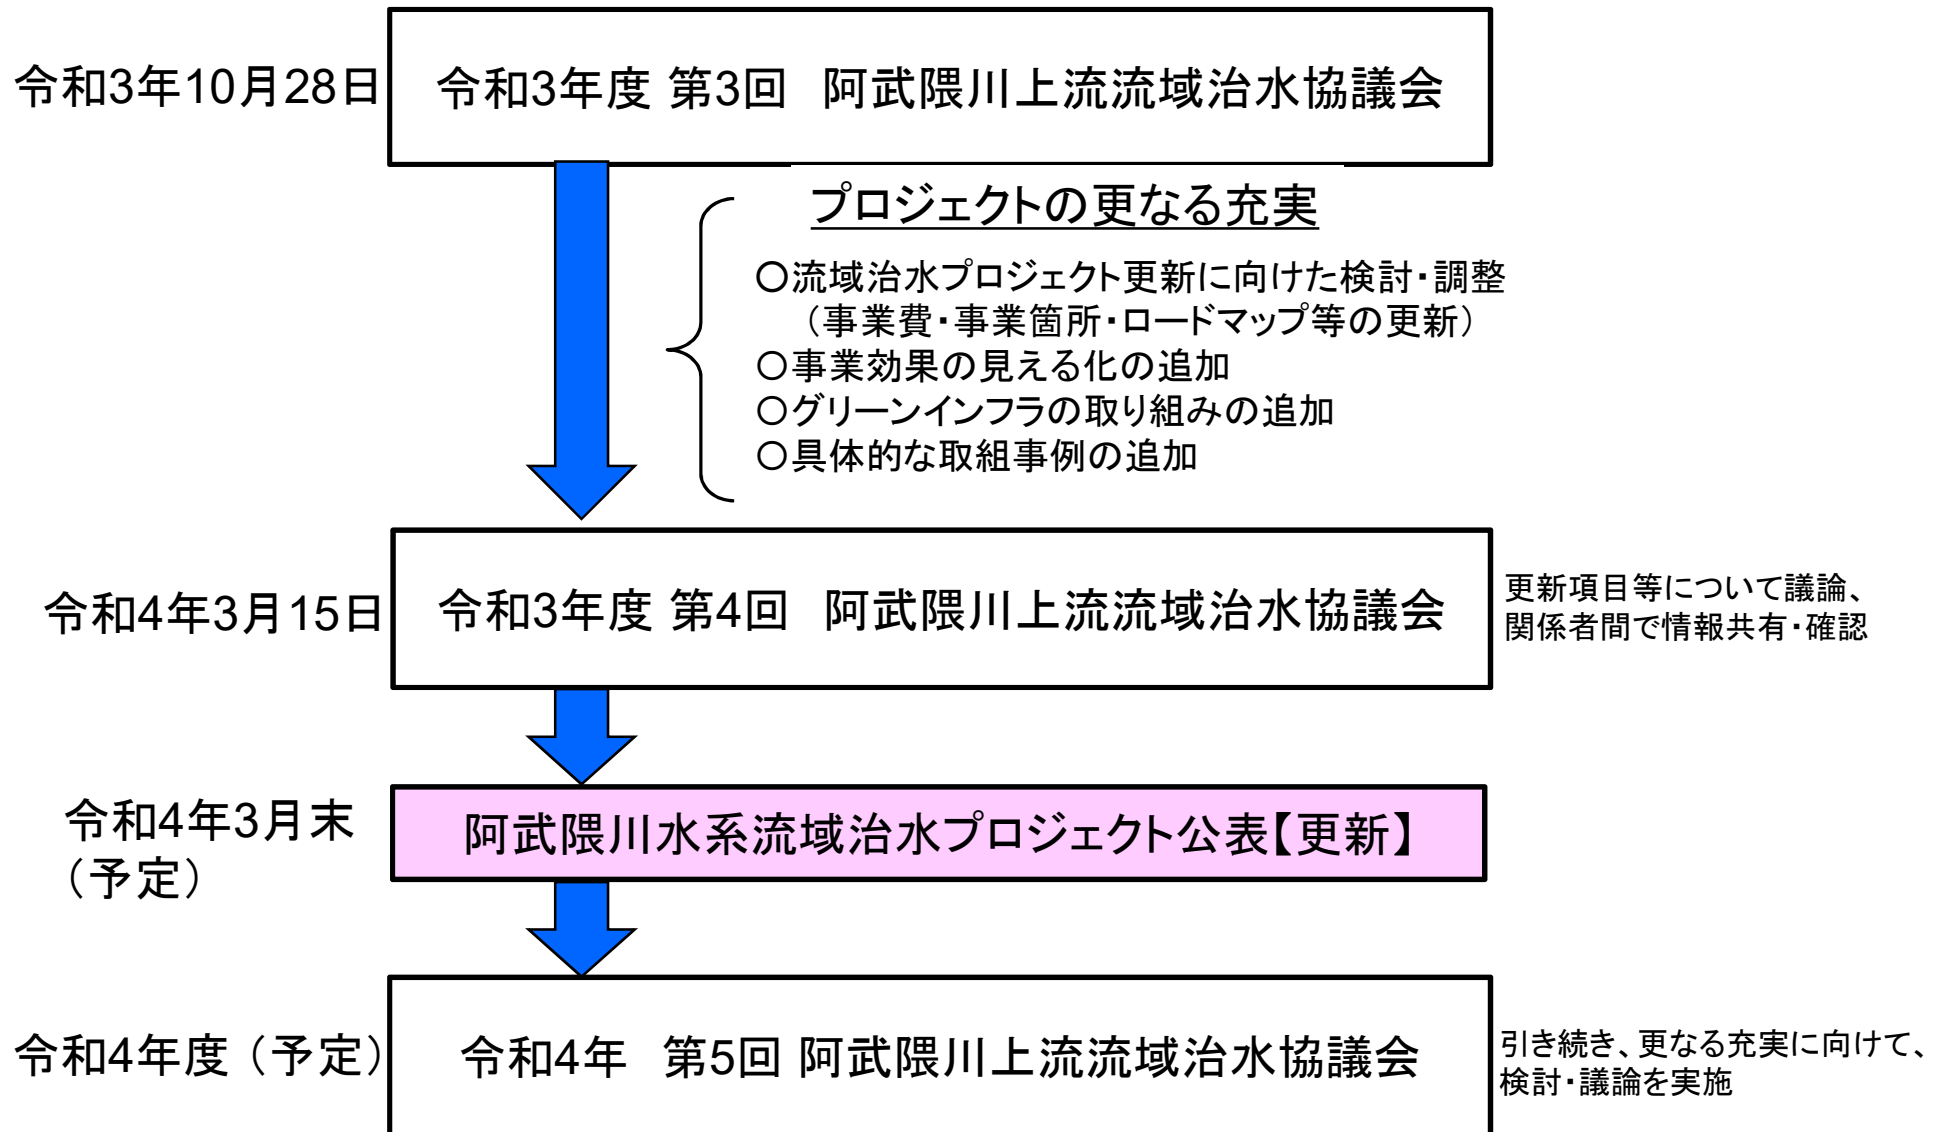 令和3年10月28日
令和3年度 第3回　阿武隈川上流流域治水協議会
プロジェクトの更なる充実
〇流域治水プロジェクト更新に向けた検討・調整
（事業費・事業箇所・ロードマップ等の更新）
〇事業効果の見える化の追加
〇グリーンインフラの取り組みの追加
〇具体的な取組事例の追加
令和4年3月15日
令和3年度 第4回　阿武隈川上流流域治水協議会
更新項目等について議論、
関係者間で情報共有・確認
令和4年3月末
（予定）
阿武隈川水系流域治水プロジェクト公表【更新】
令和4年度（予定）
令和4年　第5回 阿武隈川上流流域治水協議会
引き続き、更なる充実に向けて、
検討・議論を実施